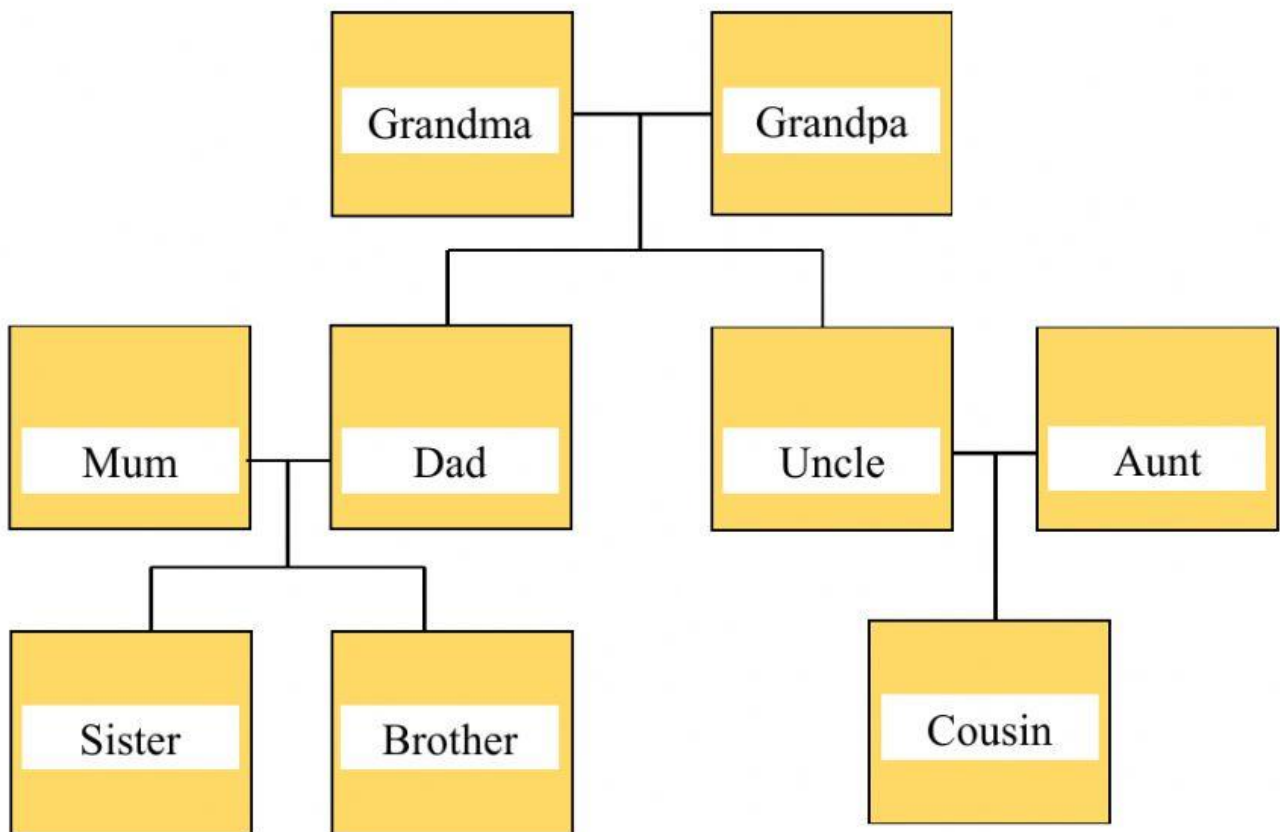 Grandma
Grandpa
Mum
Dad
Uncle
Aunt
Sister
Brother
Cousin